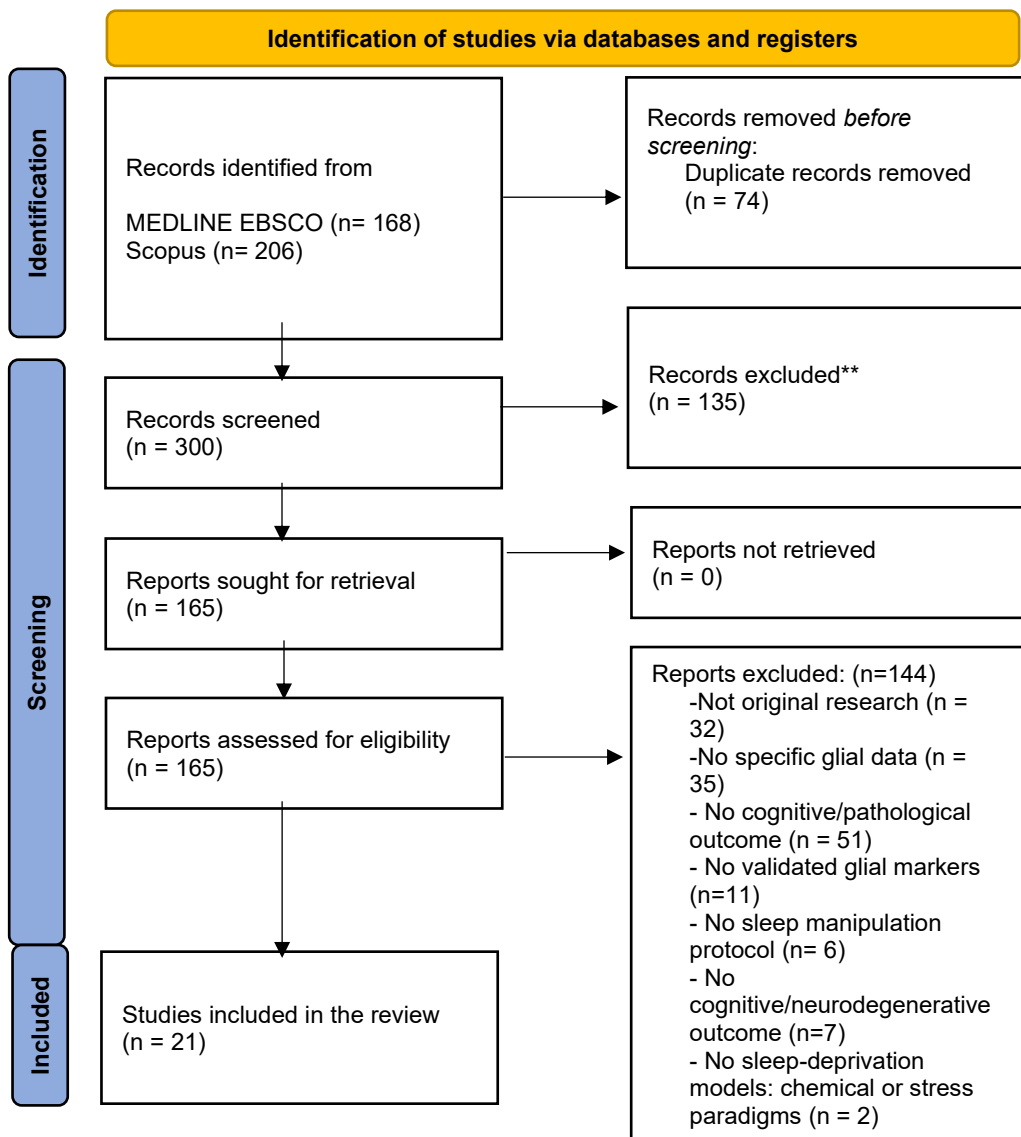 Identification of studies via databases and registers
Identification
Records identified from
MEDLINE EBSCO (n= 168)
Scopus (n= 206)
Records removed before
screening:
Duplicate records removed
(n = 74)
Screening
Records screened
(n = 300)
Records excluded**
(n = 135)
Reports sought for retrieval
(n = 165)
Reports not retrieved
(n = 0)
Reports assessed for eligibility
(n = 165)
Reports excluded: (n=144)
-Not original research (n =
32)
-No specific glial data (n =
35)
- No cognitive/pathological
outcome (n = 51)
- No validated glial markers
(n=11)
- No sleep manipulation
protocol (n= 6)
- No
cognitive/neurodegenerative
outcome (n=7)
- No sleep-deprivation
models: chemical or stress
paradigms (n = 2)
Included
Studies included in the review
(n = 21)